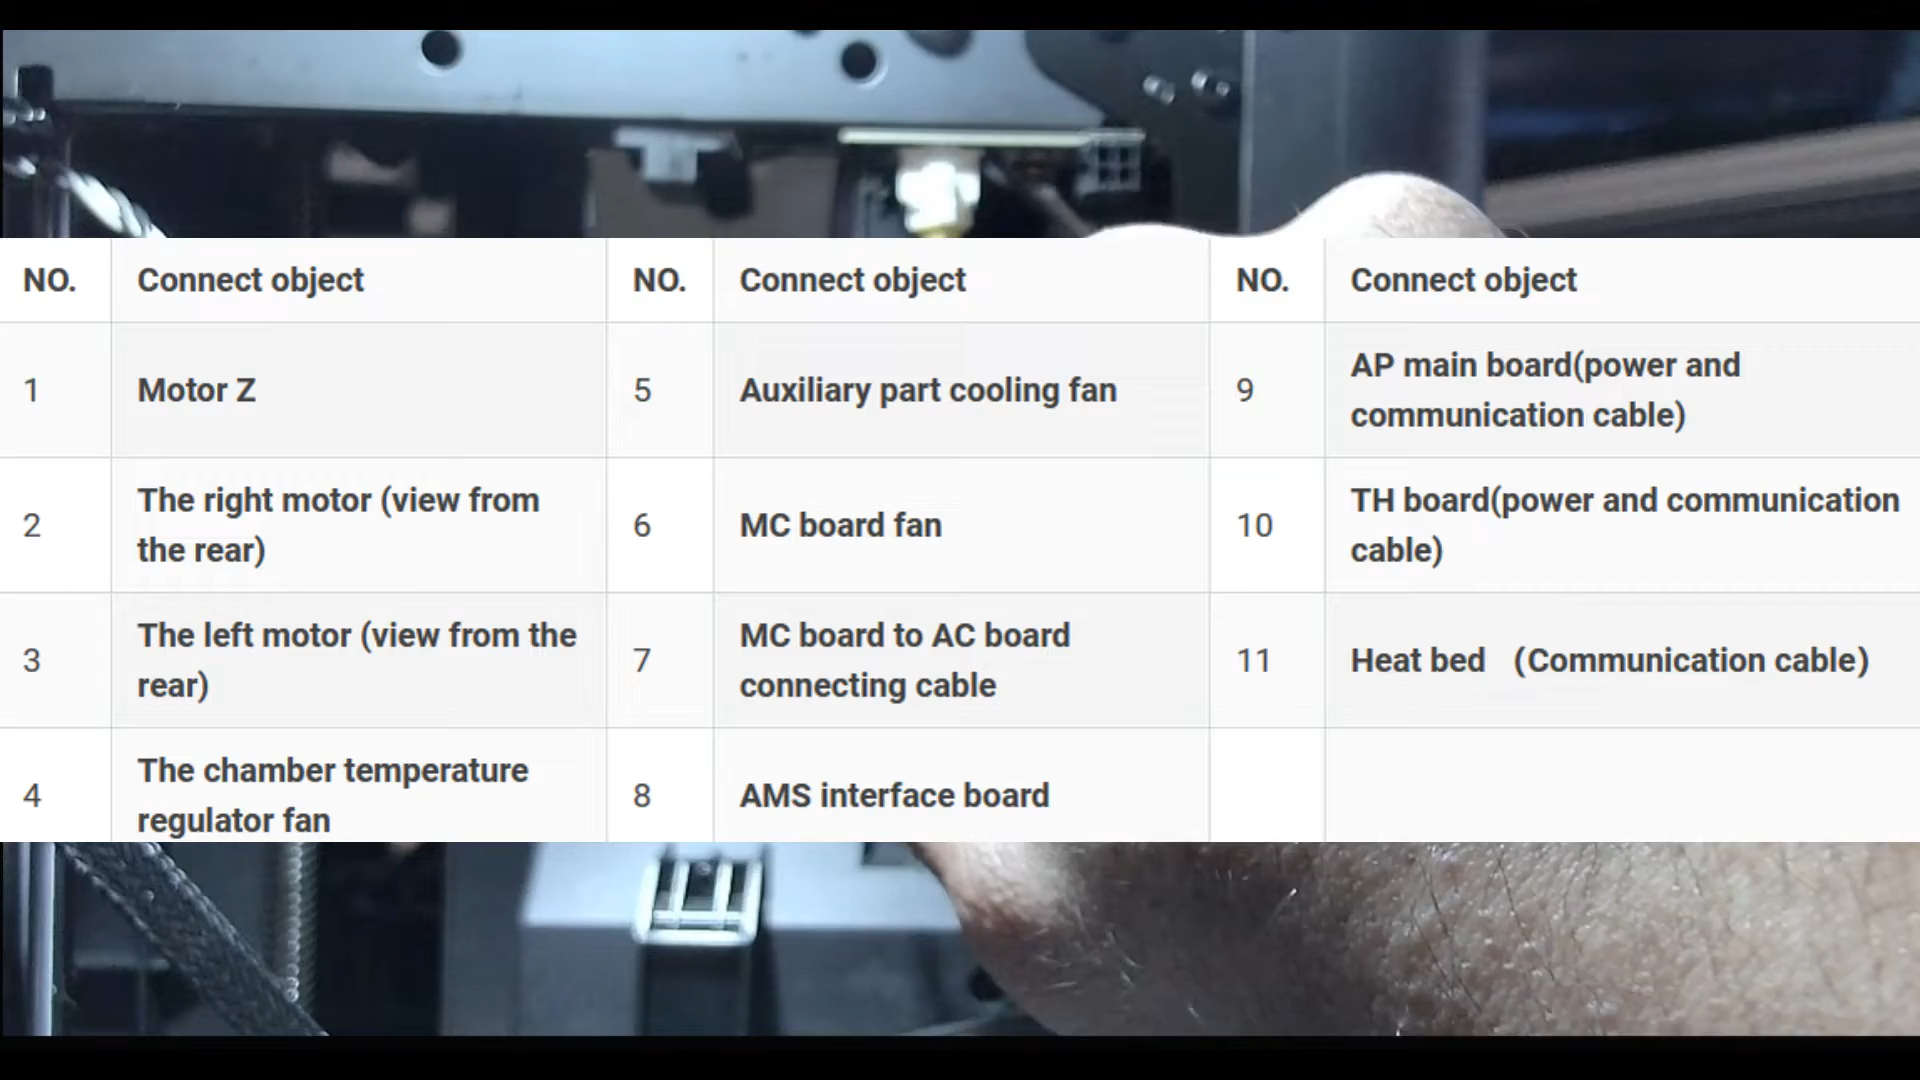 NO. Connect object NO. Connect object NO. Connect object
1 Motor Z 5 Auxiliary part cooling fan 9 AP main board(power and
communication cable)
2 The right motor (view from
the rear) 6 MC board fan 10 TH board(power and communication
cable)
3 The left motor (view from the
rear) 7 MC board to AC board
connecting cable 11 Heat bed （Communication cable)
4 The chamber temperature
regulator fan 8 AMS interface board